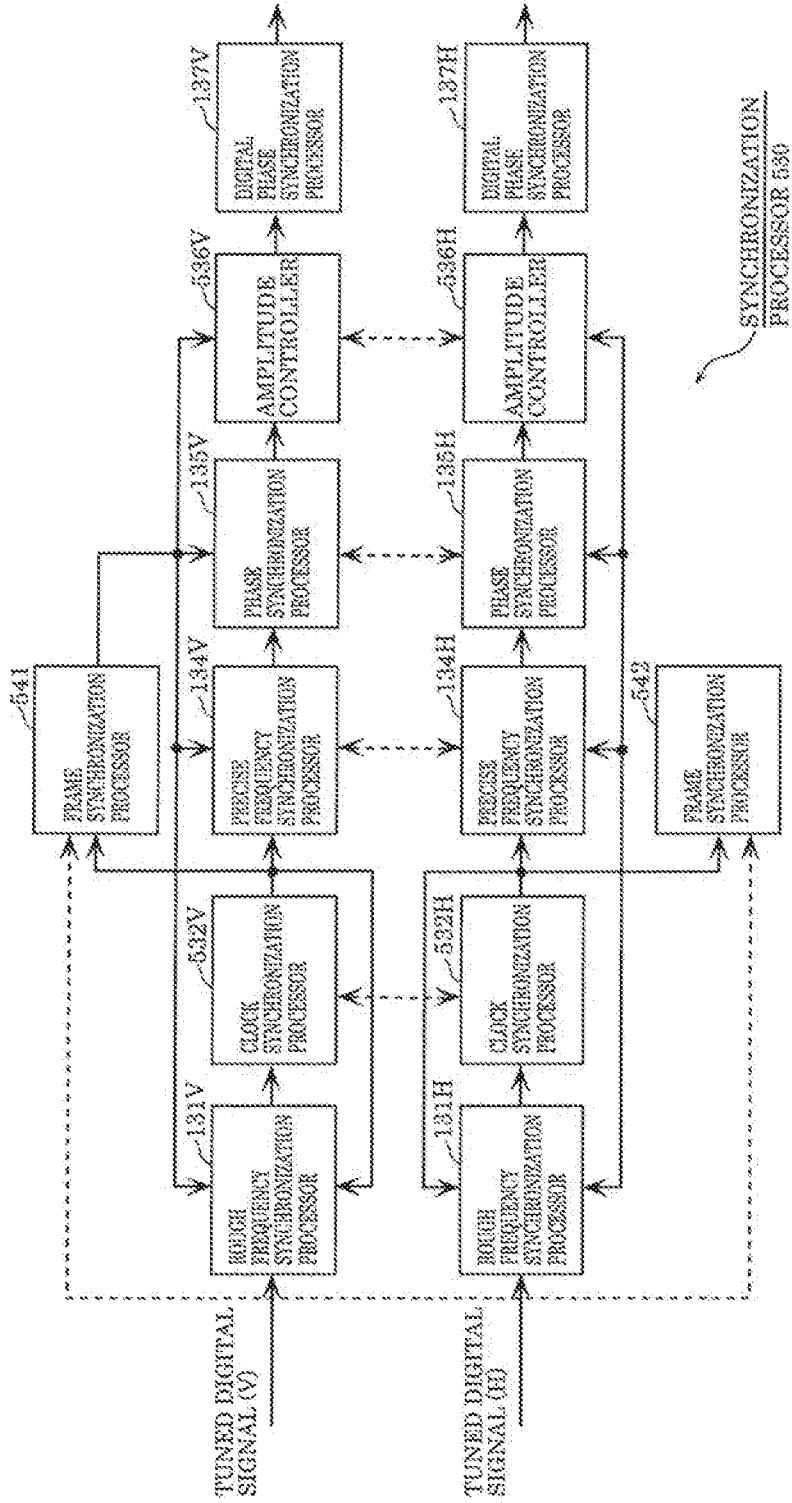 TUNED DIGITAL
SIGNAL (V)
131V
ROUGH
FREQUENCY
SYNCHRONIZATION
PROCESSOR
532V
CLOCK
SYNCHRONIZATION
PROCESSOR
541
FRAME
SYNCHRONIZATION
PROCESSOR
134V
PRECISE
FREQUENCY
SYNCHRONIZATION
PROCESSOR
135V
PHASE
SYNCHRONIZATION
PROCESSOR
536V
AMPLITUDE
CONTROLLER
137V
DIGITAL
PHASE
SYNCHRONIZATION
PROCESSOR
TUNED DIGITAL
SIGNAL (H)
131H
ROUGH
FREQUENCY
SYNCHRONIZATION
PROCESSOR
532H
CLOCK
SYNCHRONIZATION
PROCESSOR
134H
PRECISE
FREQUENCY
SYNCHRONIZATION
PROCESSOR
135H
PHASE
SYNCHRONIZATION
PROCESSOR
536H
AMPLITUDE
CONTROLLER
137H
DIGITAL
PHASE
SYNCHRONIZATION
PROCESSOR
542
FRAME
SYNCHRONIZATION
PROCESSOR
SYNCHRONIZATION
PROCESSOR 530